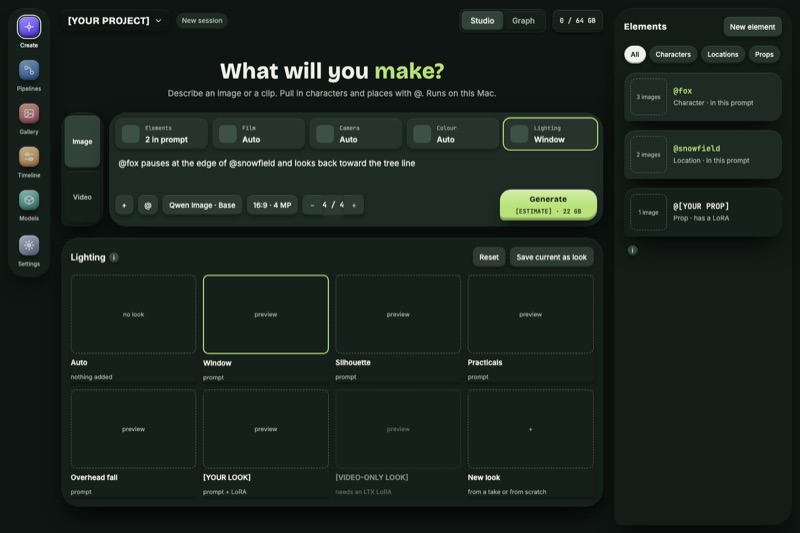 [YOUR PROJECT]
New session
Studio
Graph
0 / 64 GB
Create
Pipelines
Gallery
Timeline
Models
Settings
What will you make?
Describe an image or a clip. Pull in characters and places with @. Runs on this Mac.
Image
Video
Elements
2 in prompt
Film
Auto
Camera
Auto
Colour
Auto
Lighting
Window
@fox pauses at the edge of @snowfield and looks back toward the tree line
+
@
Qwen Image · Base
16:9 · 4 MP
− 4 / 4 +
Generate
[ESTIMATE] · 22 GB
Lighting
i
Reset
Save current as look
no look
preview
preview
preview
Auto
Window
Silhouette
Practicals
nothing added
prompt
prompt
prompt
preview
preview
preview
+
Overhead fall
[YOUR LOOK]
[VIDEO-ONLY LOOK]
New look
prompt
prompt + LoRA
needs an LTX LoRA
from a take or from scratch
Elements
New element
All
Characters
Locations
Props
3 images
@fox
Character · in this prompt
2 images
@snowfield
Location · in this prompt
1 image
@[YOUR PROP]
Prop · has a LoRA
i